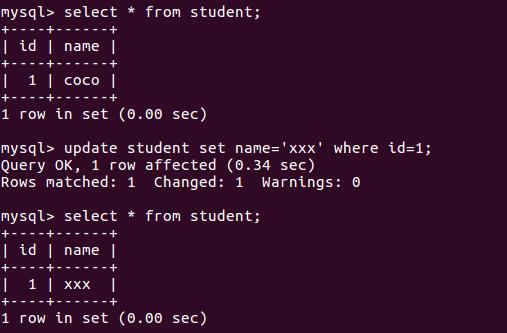 mysql> select * from student;
+----+------+
| id | name |
+----+------+
|  1 | coco |
+----+------+
1 row in set (0.00 sec)

mysql> update student set name='xxx' where id=1;
Query OK, 1 row affected (0.34 sec)
Rows matched: 1  Changed: 1  Warnings: 0

mysql> select * from student;
+----+------+
| id | name |
+----+------+
|  1 | xxx  |
+----+------+
1 row in set (0.00 sec)